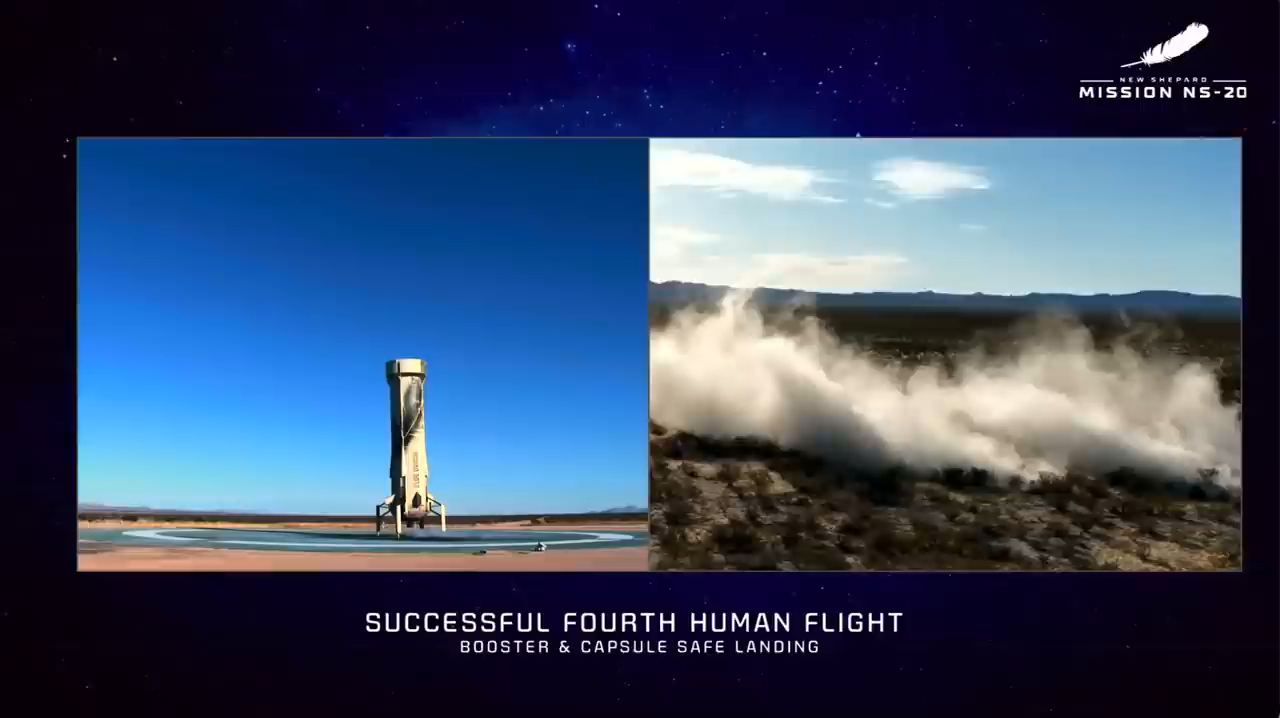 NEW SHEPARD
MISSION NS-20
SUCCESSFUL FOURTH HUMAN FLIGHT
BOOSTER & CAPSULE SAFE LANDING